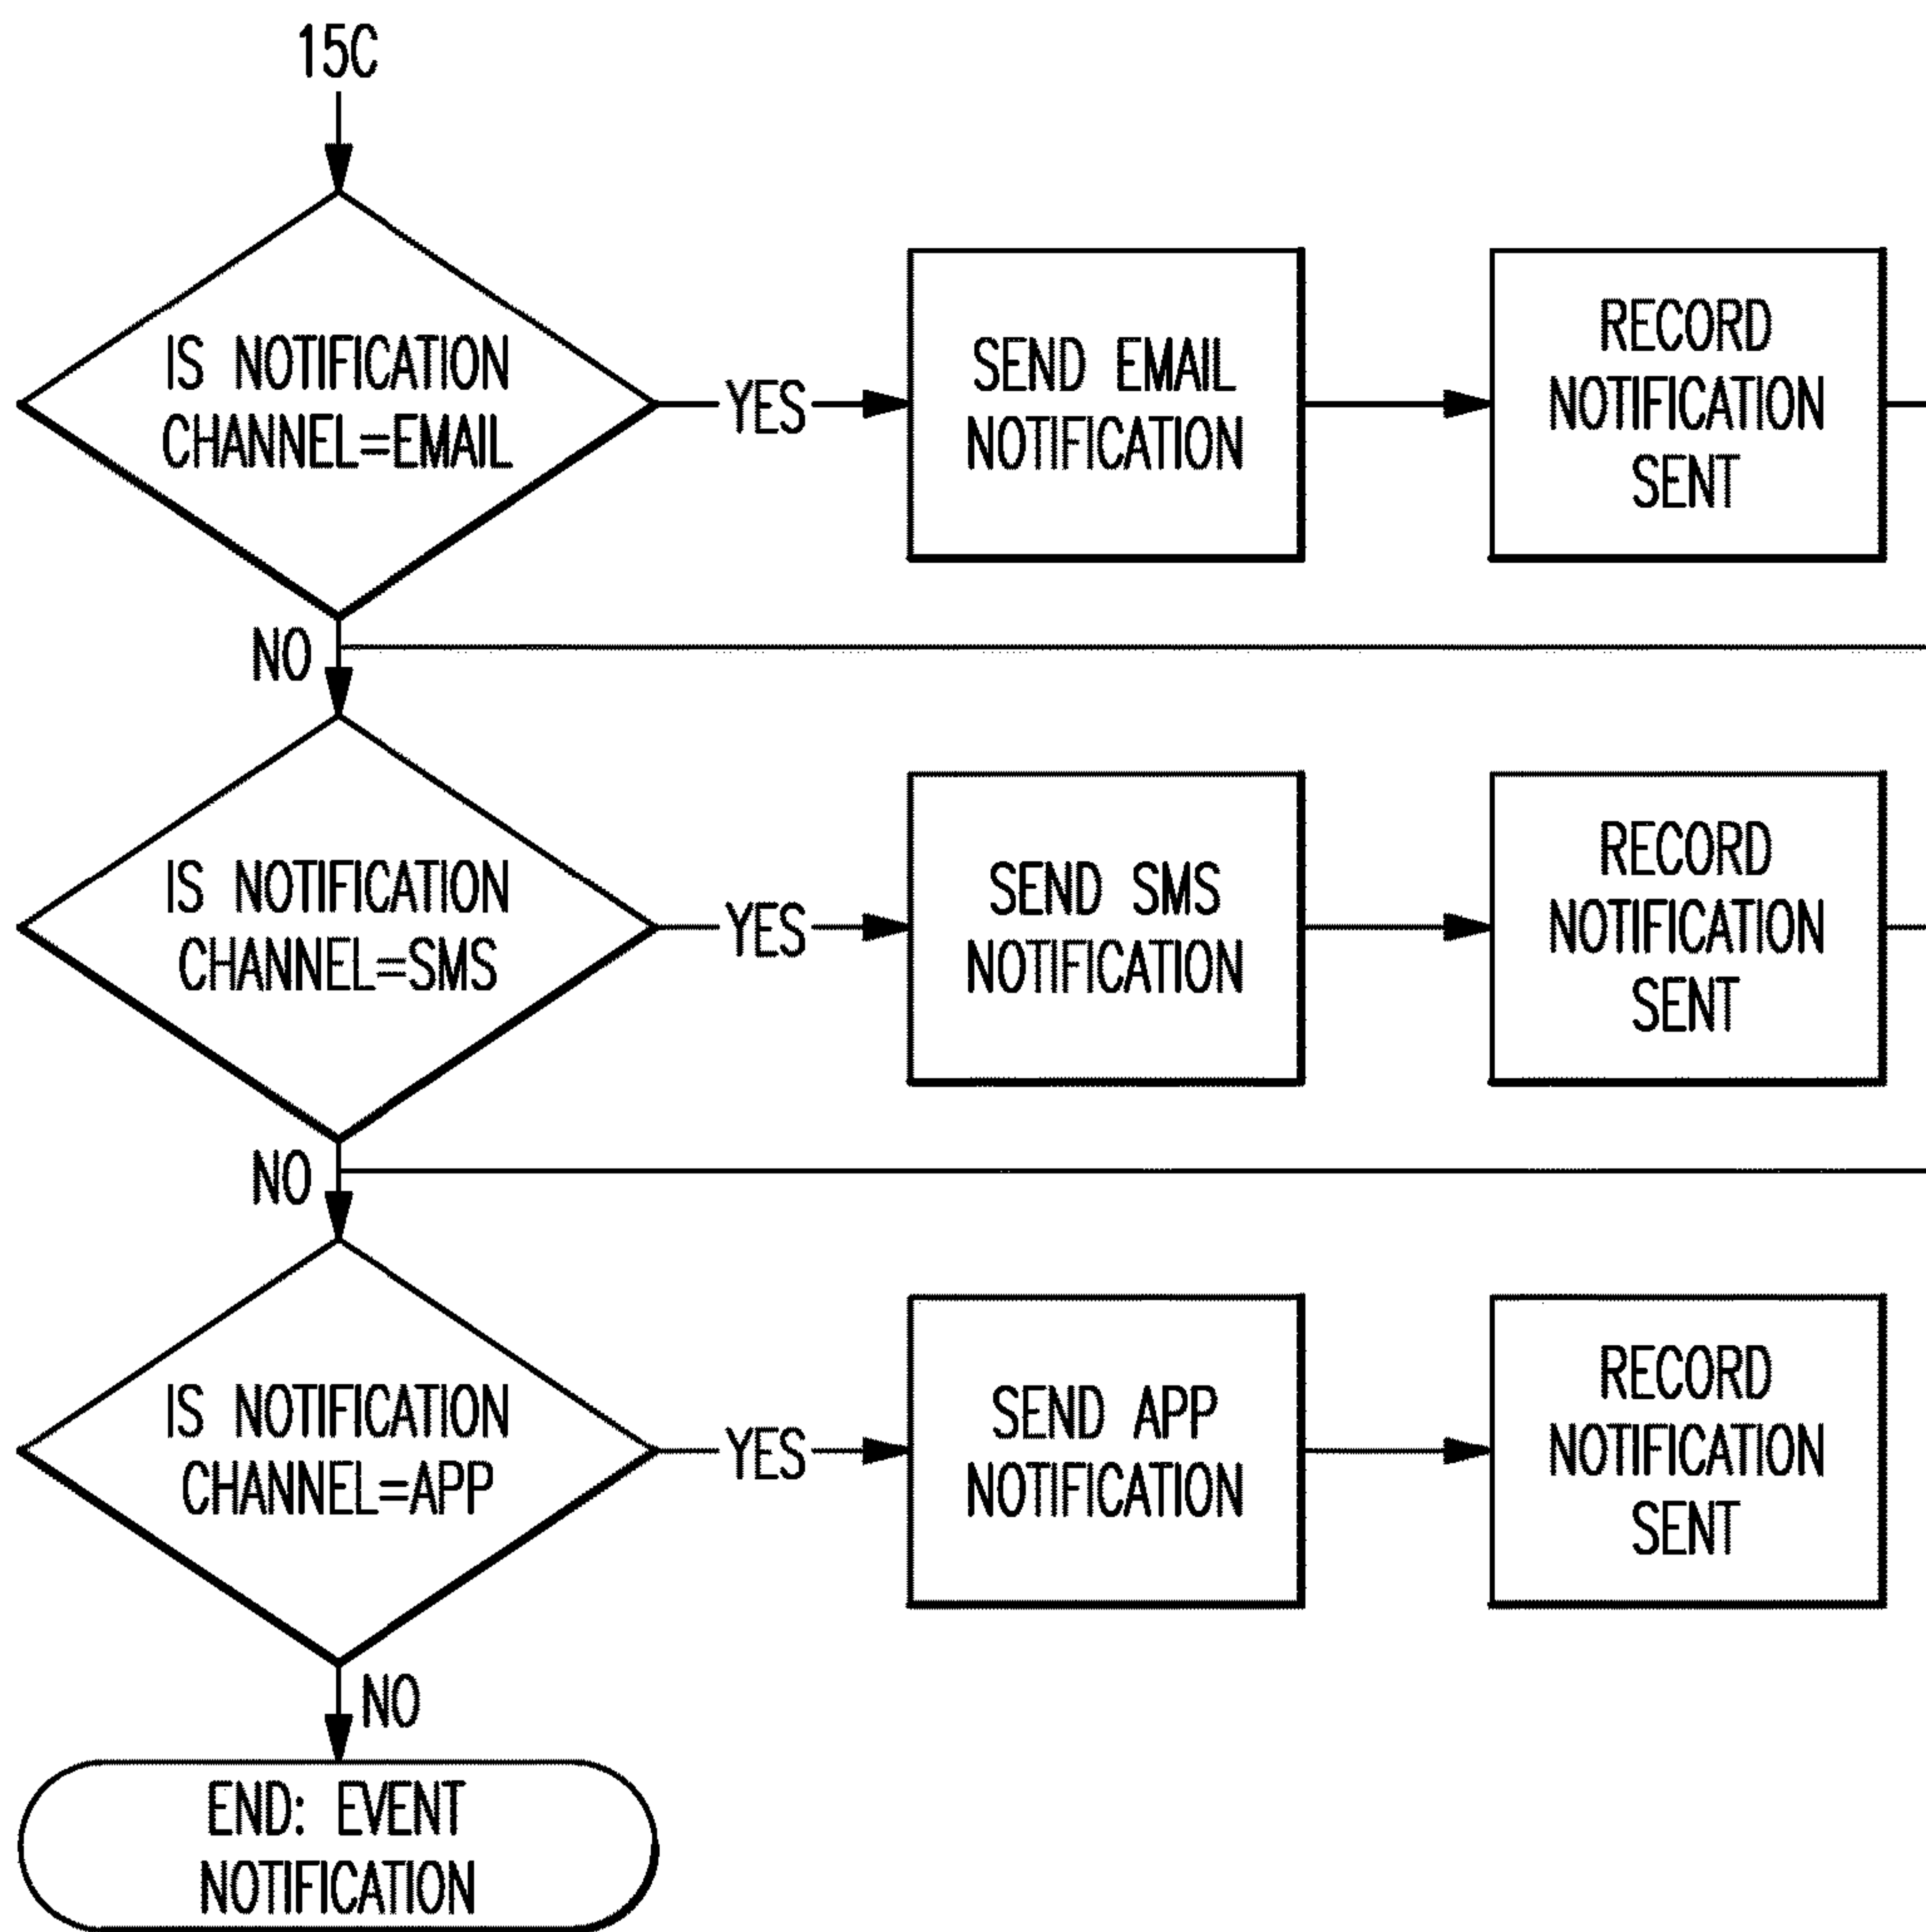 15C
IS NOTIFICATION
CHANNEL=EMAIL
YES
SEND EMAIL
NOTIFICATION
RECORD
NOTIFICATION
SENT
NO
IS NOTIFICATION
CHANNEL=SMS
YES
SEND SMS
NOTIFICATION
RECORD
NOTIFICATION
SENT
NO
IS NOTIFICATION
CHANNEL=APP
YES
SEND APP
NOTIFICATION
RECORD
NOTIFICATION
SENT
NO
END: EVENT
NOTIFICATION